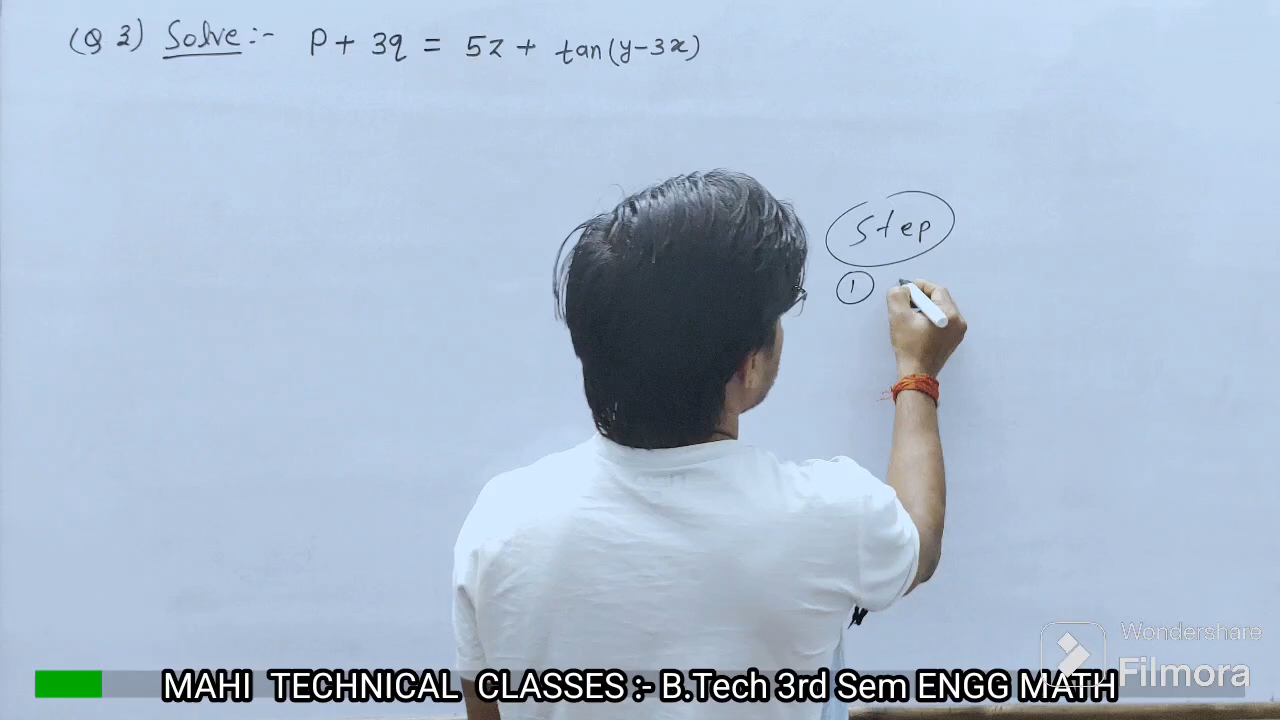 (Q 3) Solve :- p + 3q = 5z + tan(y-3x)
Step
①
Wondershare
Filmora
MAHI TECHNICAL CLASSES :- B.Tech 3rd Sem ENGG MATH